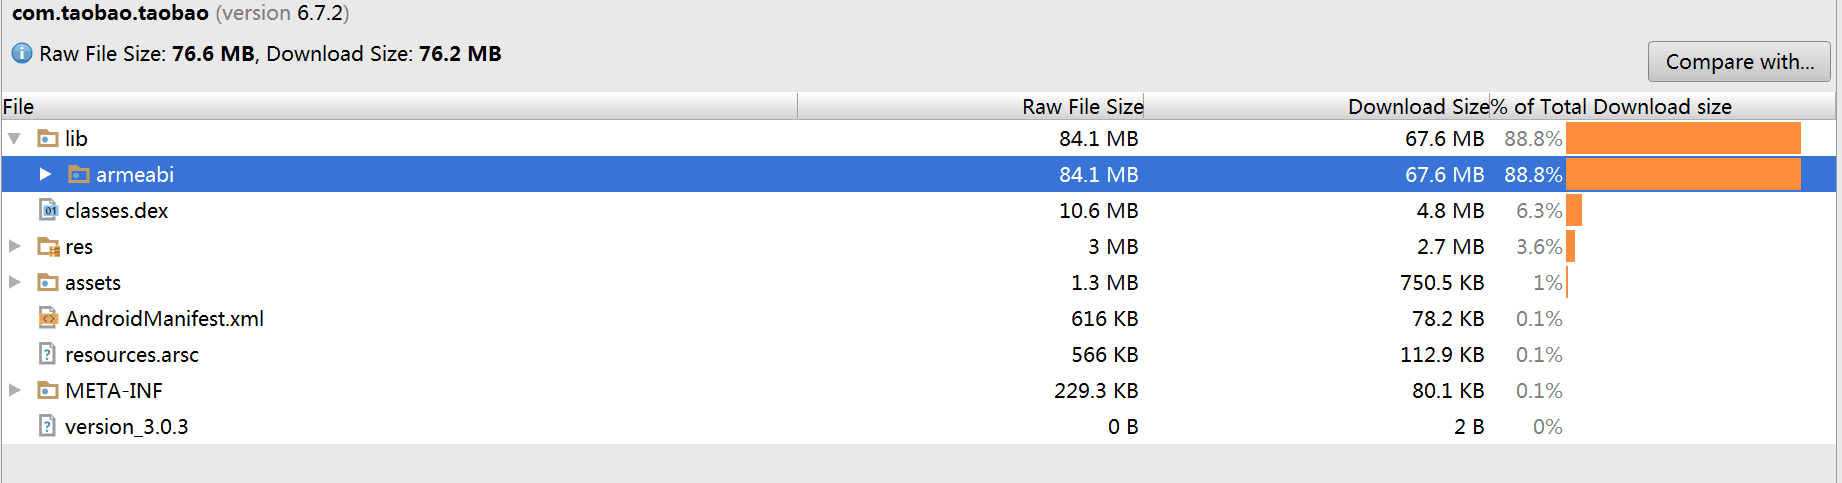 com.taobao.taobao (version 6.7.2)
Raw File Size: 76.6 MB, Download Size: 76.2 MB
Compare with...
File Raw File Size Download Size % of Total Download size
lib 84.1 MB 67.6 MB 88.8%
armeabi 84.1 MB 67.6 MB 88.8%
classes.dex 10.6 MB 4.8 MB 6.3%
res 3 MB 2.7 MB 3.6%
assets 1.3 MB 750.5 KB 1%
AndroidManifest.xml 616 KB 78.2 KB 0.1%
resources.arsc 566 KB 112.9 KB 0.1%
META-INF 229.3 KB 80.1 KB 0.1%
version_3.0.3 0 B 2 B 0%